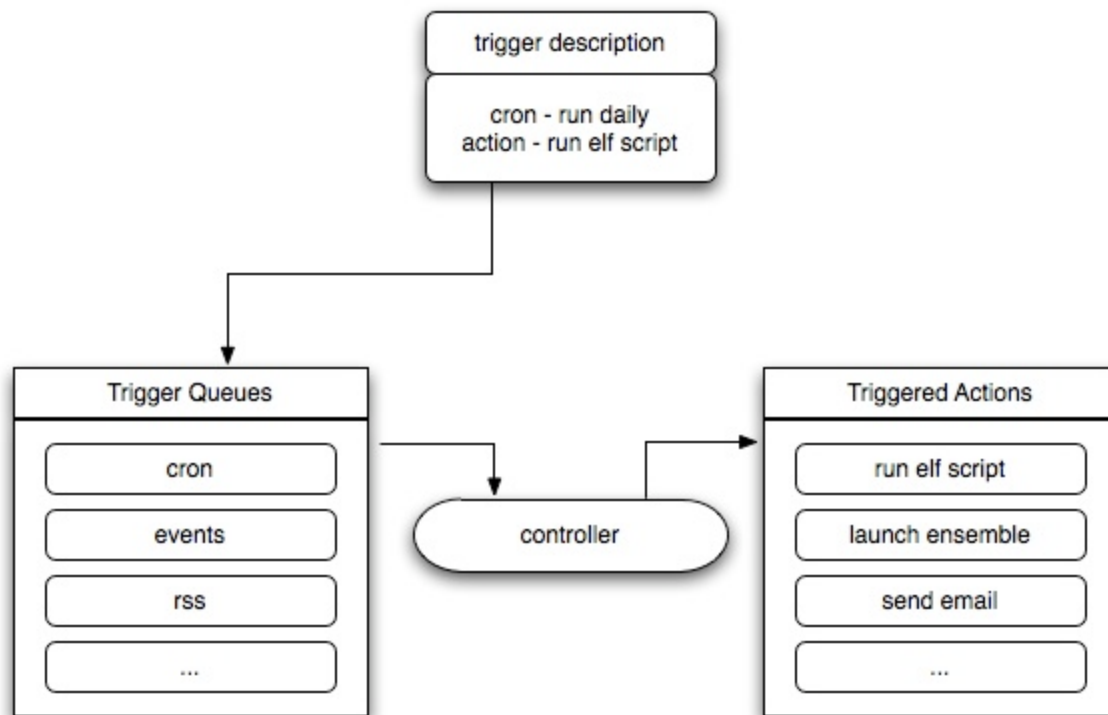 trigger description
cron - run daily
action - run elf script
Trigger Queues
cron
events
rss
...
controller
Triggered Actions
run elf script
launch ensemble
send email
...